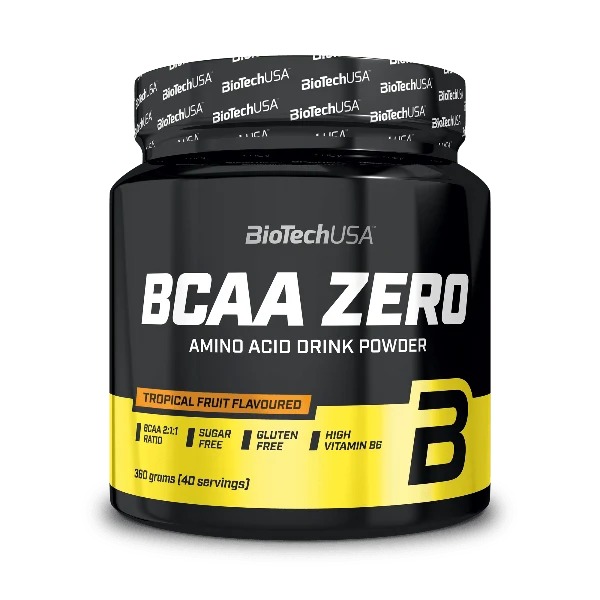 BioTechUSA BioTechUSA BioTechUSA
BioTechUSA BioTechUSA BioTechUSA
BioTechUSA
BCAA ZERO
AMINO ACID DRINK POWDER
TROPICAL FRUIT FLAVOURED
BCAA 2:1:1
RATIO
SUGAR
FREE
GLUTEN
FREE
HIGH
VITAMIN B6
360 grams (40 servings)
B